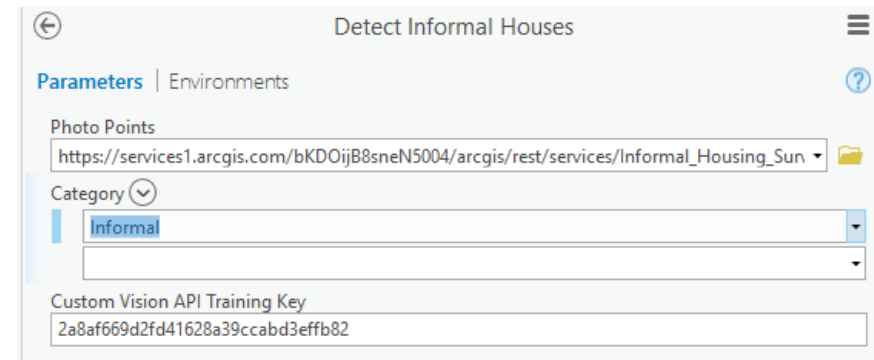 Detect Informal Houses
Parameters | Environments
Photo Points
https://services1.arcgis.com/bKDOijB8sneN5004/arcgis/rest/services/Informal_Housing_Sur
Category
Informal
Custom Vision API Training Key
2a8af669d2fd41628a39ccabd3effb82